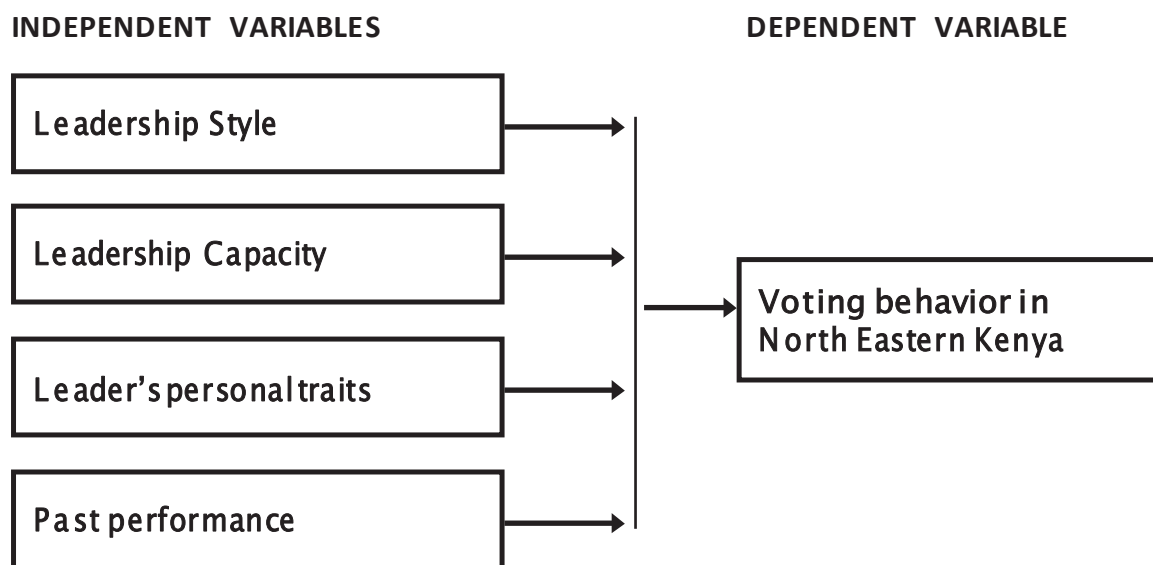 INDEPENDENT VARIABLES
DEPENDENT VARIABLE
Leadership Style
Leadership Capacity
Leader’s personal traits
Past performance
Voting behavior in
North Eastern Kenya